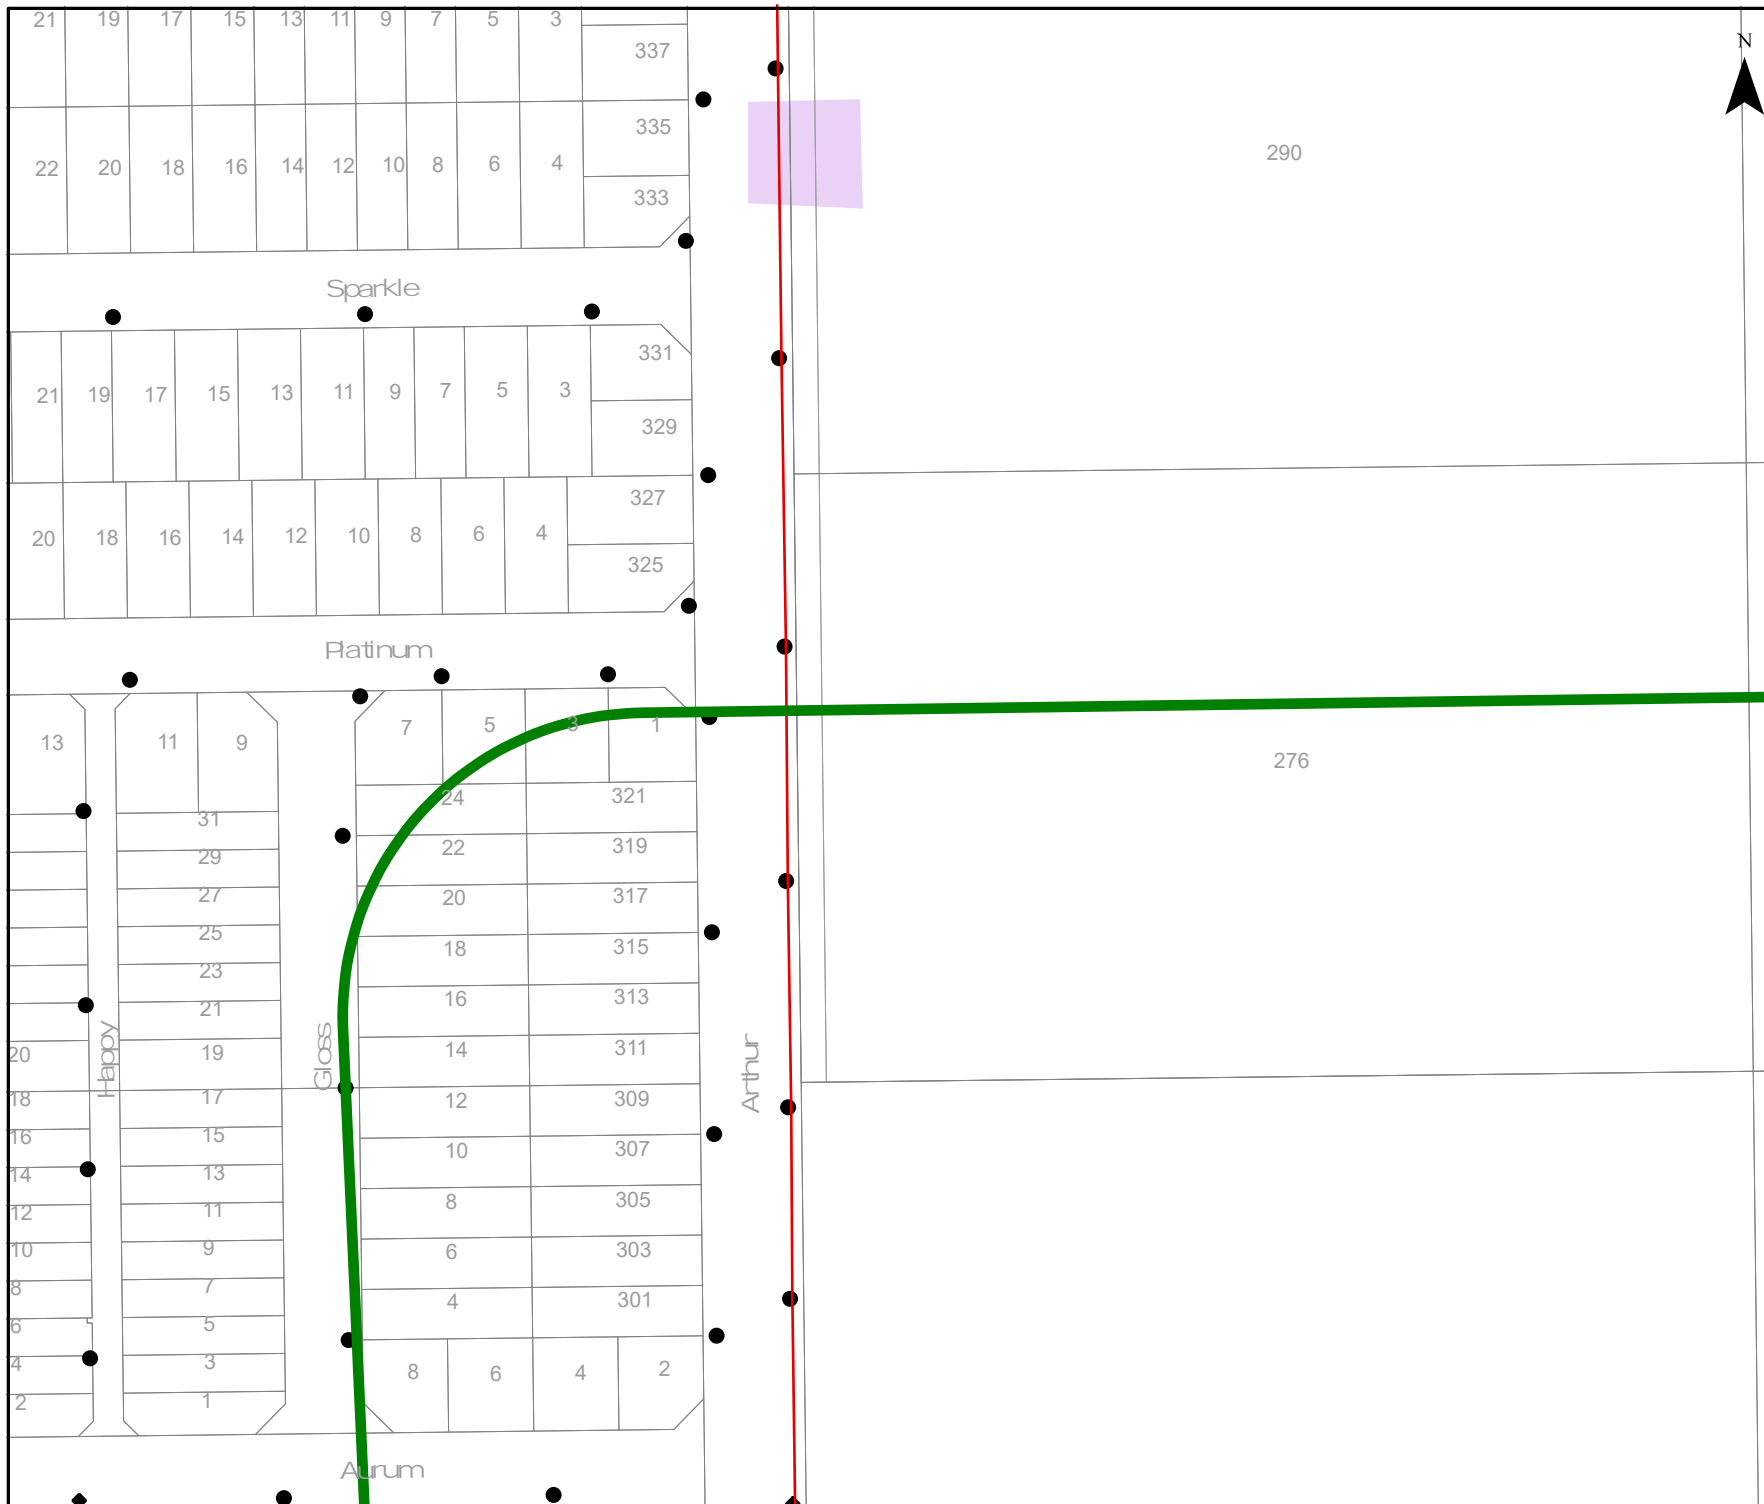 21 19 17 15 13 11 9 7 5 3
337
N
335
290
22 20 18 16 14 12 10 8 6 4
333
Sparkle
331
21 19 17 15 13 11 9 7 5 3
329
327
20 18 16 14 12 10 8 6 4
325
Platinum
13 11 9 7 5 3 1
276
24 321
31
22 319
29
27 20 317
25
18 315
23
16 313
21
20 19 14 311
Happy
Gloss
Arthur
18 17 12 309
16 15 10 307
14 13
12 11 8 305
10 9 6 303
8 7
6 5 4 301
4 3 8 6 4 2
2 1
Aurum